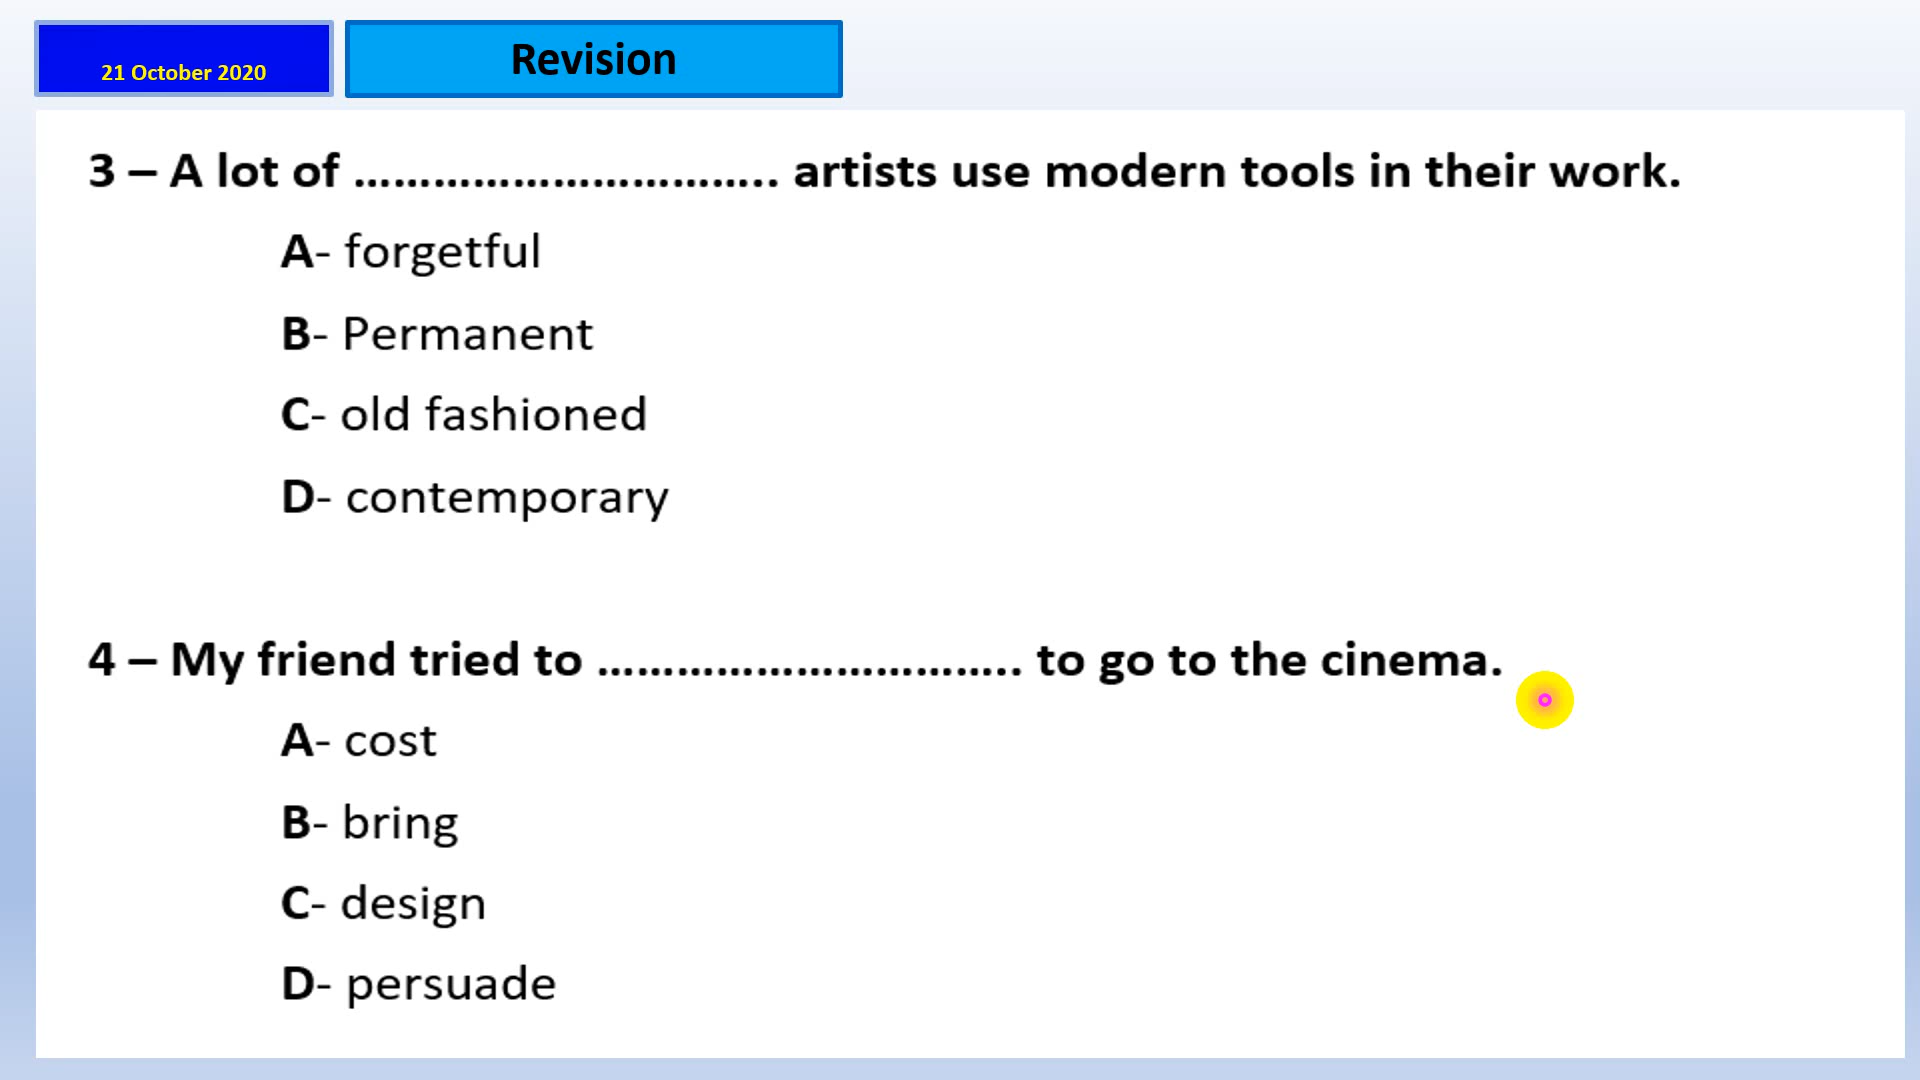 21 October 2020
Revision
3 – A lot of ………………………….. artists use modern tools in their work.
A- forgetful
B- Permanent
C- old fashioned
D- contemporary
4 – My friend tried to ………………………….. to go to the cinema.
A- cost
B- bring
C- design
D- persuade